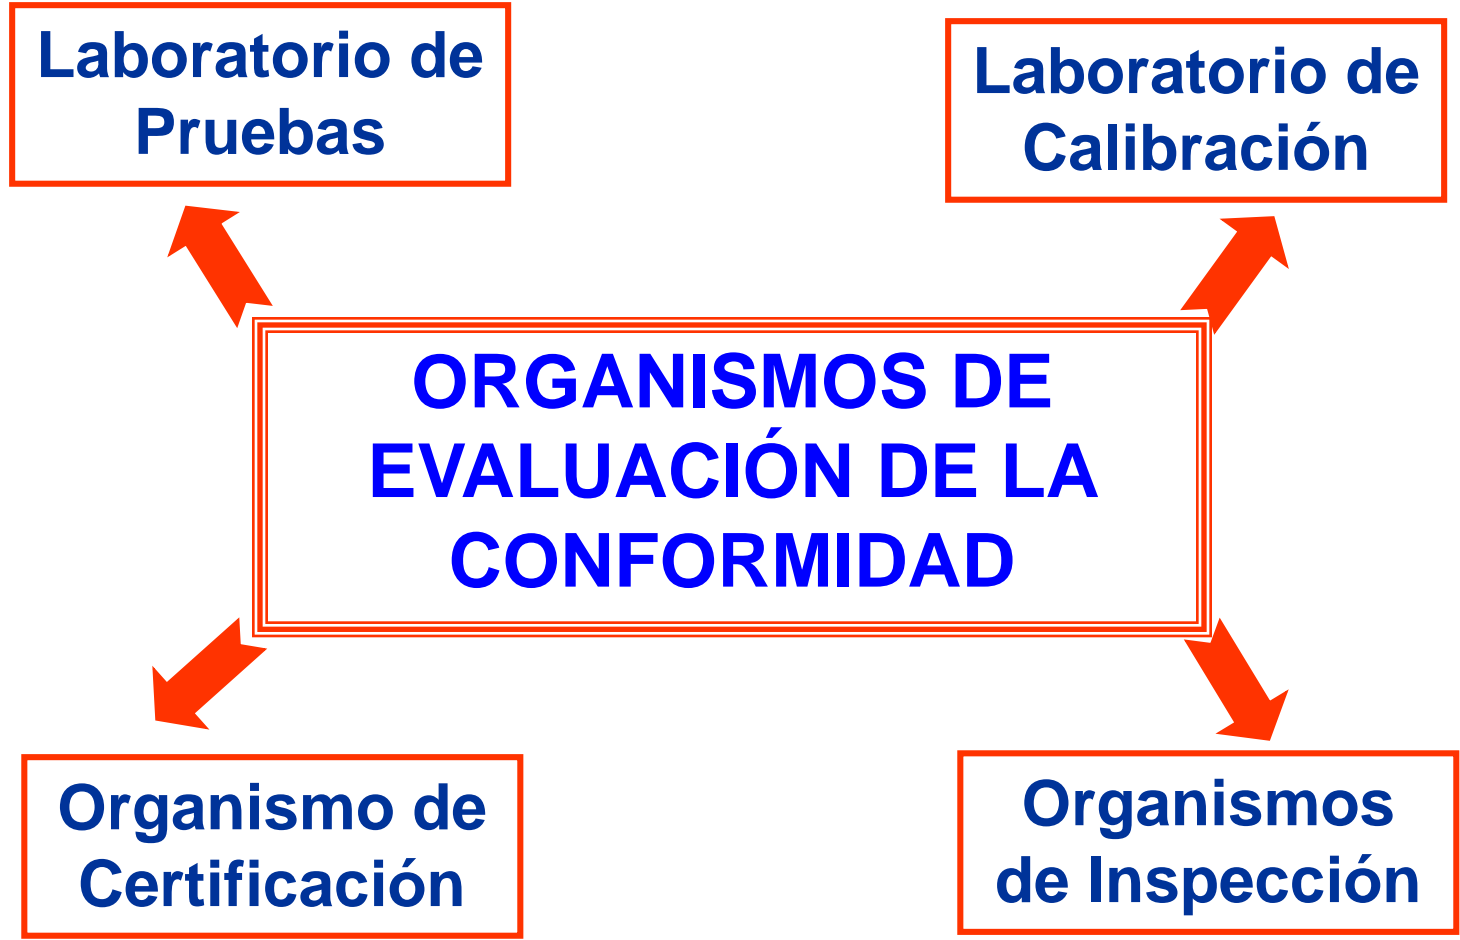 Laboratorio de
Pruebas
Laboratorio de
Calibración
ORGANISMOS DE
EVALUACIÓN DE LA
CONFORMIDAD
Organismo de
Certificación
Organismos
de Inspección